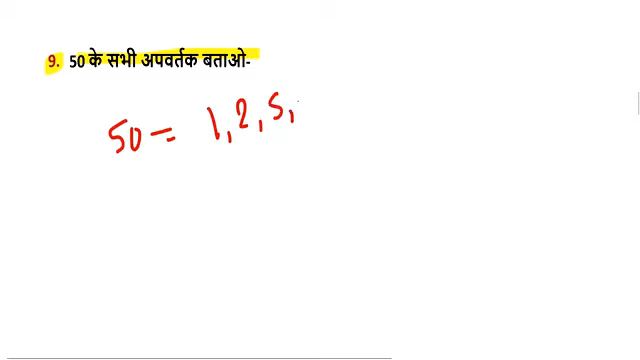 9. 50 के सभी अपवर्तक बताओ-
50 = 1, 2, 5,